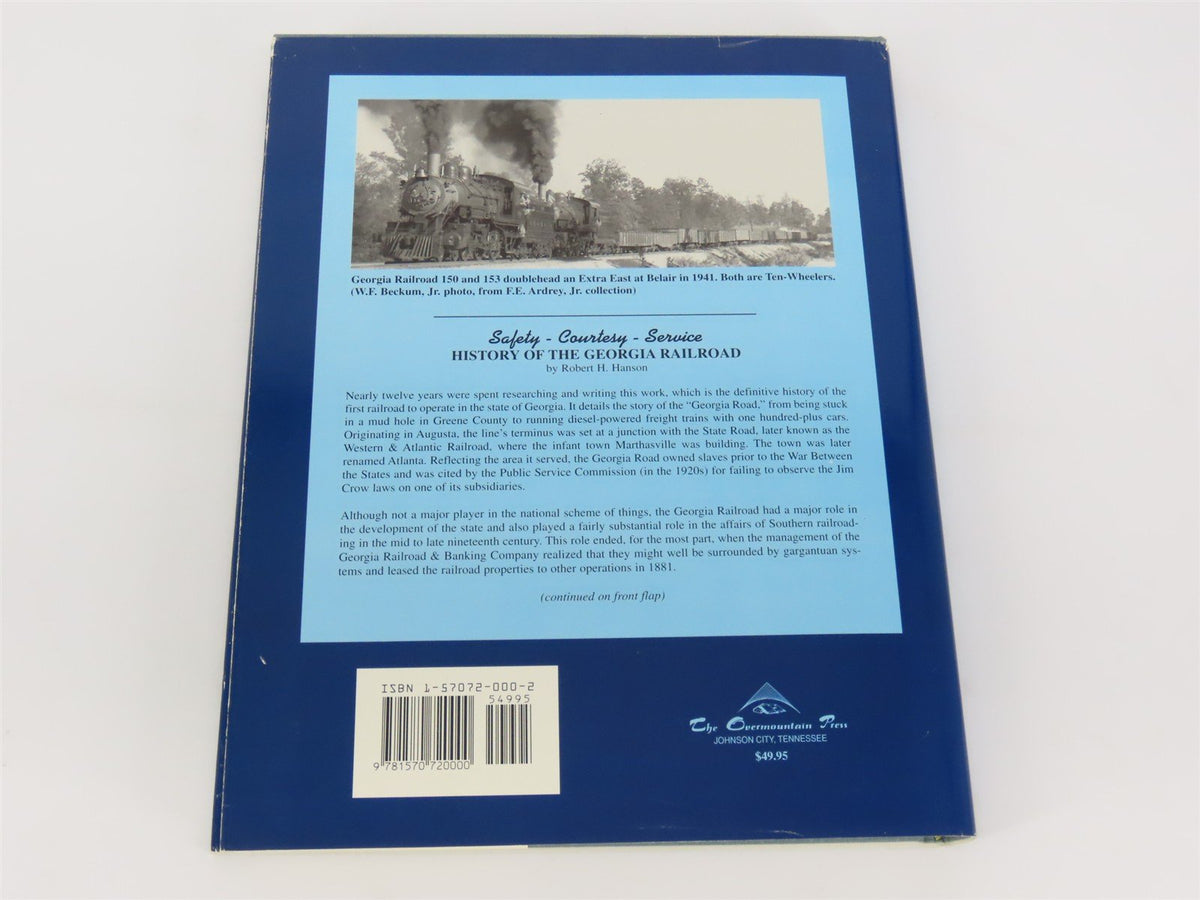 Georgia Railroad 150 and 153 doublehead an Extra East at Belair in 1941. Both are Ten-Wheelers.
(W.F. Beckum, Jr. photo, from F.E. Ardrey, Jr. collection)
Safety - Courtesy - Service
HISTORY OF THE GEORGIA RAILROAD
by Robert H. Hanson
Nearly twelve years were spent researching and writing this work, which is the definitive history of the
first railroad to operate in the state of Georgia. It details the story of the “Georgia Road,” from being stuck
in a mud hole in Greene County to running diesel-powered freight trains with one hundred-plus cars.
Originating in Augusta, the line’s terminus was set at a junction with the State Road, later known as the
Western & Atlantic Railroad, where the infant town Marthasville was building. The town was later
renamed Atlanta. Reflecting the area it served, the Georgia Road owned slaves prior to the War Between
the States and was cited by the Public Service Commission (in the 1920s) for failing to observe the Jim
Crow laws on one of its subsidiaries.
Although not a major player in the national scheme of things, the Georgia Railroad had a major role in
the development of the state and also played a fairly substantial role in the affairs of Southern railroad-
ing in the mid to late nineteenth century. This role ended, for the most part, when the management of the
Georgia Railroad & Banking Company realized that they might well be surrounded by gargantuan sys-
tems and leased the railroad properties to other operations in 1881.
(continued on front flap)
ISBN 1-57072-000-2
54995
9 781570 720000
The Overmountain Press
JOHNSON CITY, TENNESSEE
$49.95